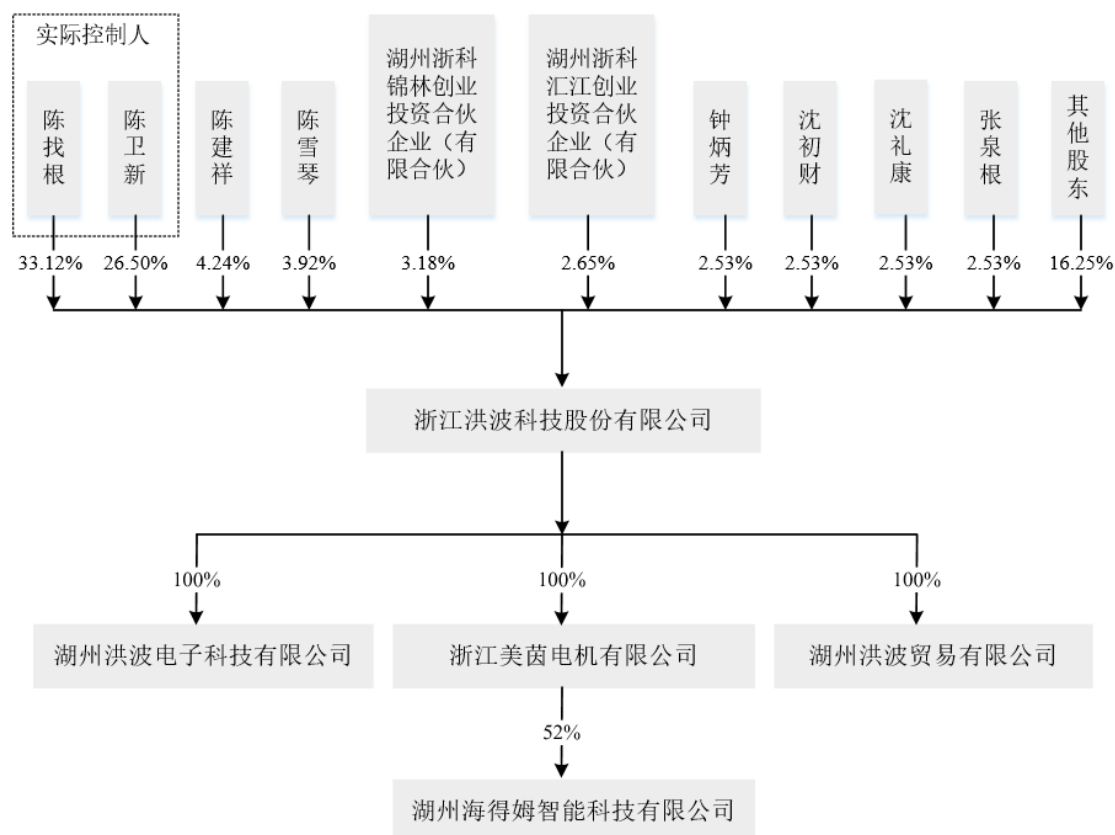 实际控制人
陈找根
陈卫新
陈建祥
陈雪琴
湖州浙科
锦林创业
投资合伙
企业（有
限合伙）
湖州浙科
汇江创业
投资合伙
企业（有
限合伙）
钟炳芳
沈初财
沈礼康
张泉根
其他股东
33.12%
26.50%
4.24%
3.92%
3.18%
2.65%
2.53%
2.53%
2.53%
2.53%
16.25%
浙江洪波科技股份有限公司
100%
100%
100%
湖州洪波电子科技有限公司
浙江美茵电机有限公司
湖州洪波贸易有限公司
52%
湖州海得姆智能科技有限公司